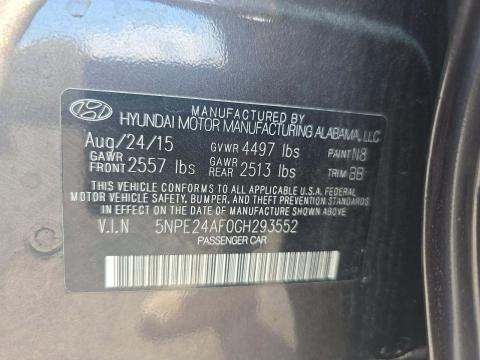 MANUFACTURED BY
HYUNDAI MOTOR MANUFACTURING ALABAMA, LLC
Aug/24/15 GVWR 4497 lbs PAINT N8
GAWR FRONT 2557 lbs GAWR REAR 2513 lbs TRIM BB
THIS VEHICLE CONFORMS TO ALL APPLICABLE U.S.A. FEDERAL
MOTOR VEHICLE SAFETY, BUMPER, AND THEFT PREVENTION STANDARDS
IN EFFECT ON THE DATE OF MANUFACTURE SHOWN ABOVE.
V.I.N 5NPE24AF0GH293552
PASSENGER CAR